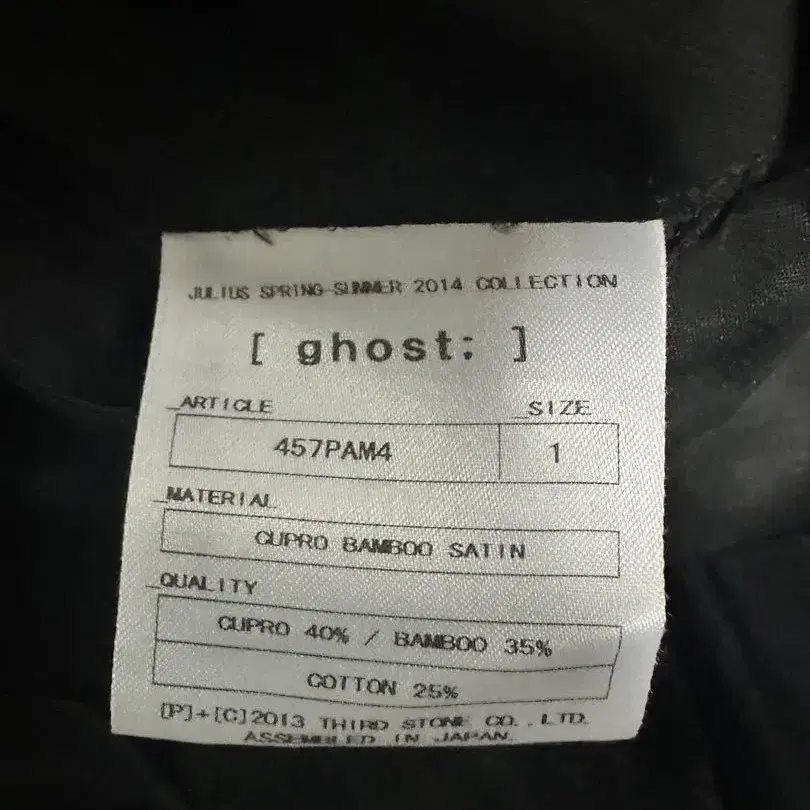 JULIUS SPRING-SUMMER 2014 COLLECTION
[ ghost; ]
_ARTICLE _SIZE
457PAM4 1
_MATERIAL
CUPRO BAMBOO SATIN
_QUALITY
CUPRO 40% / BAMBOO 35%
COTTON 25%
[P]+[C]2013 THIRD STONE CO., LTD.
ASSEMBLED IN JAPAN.